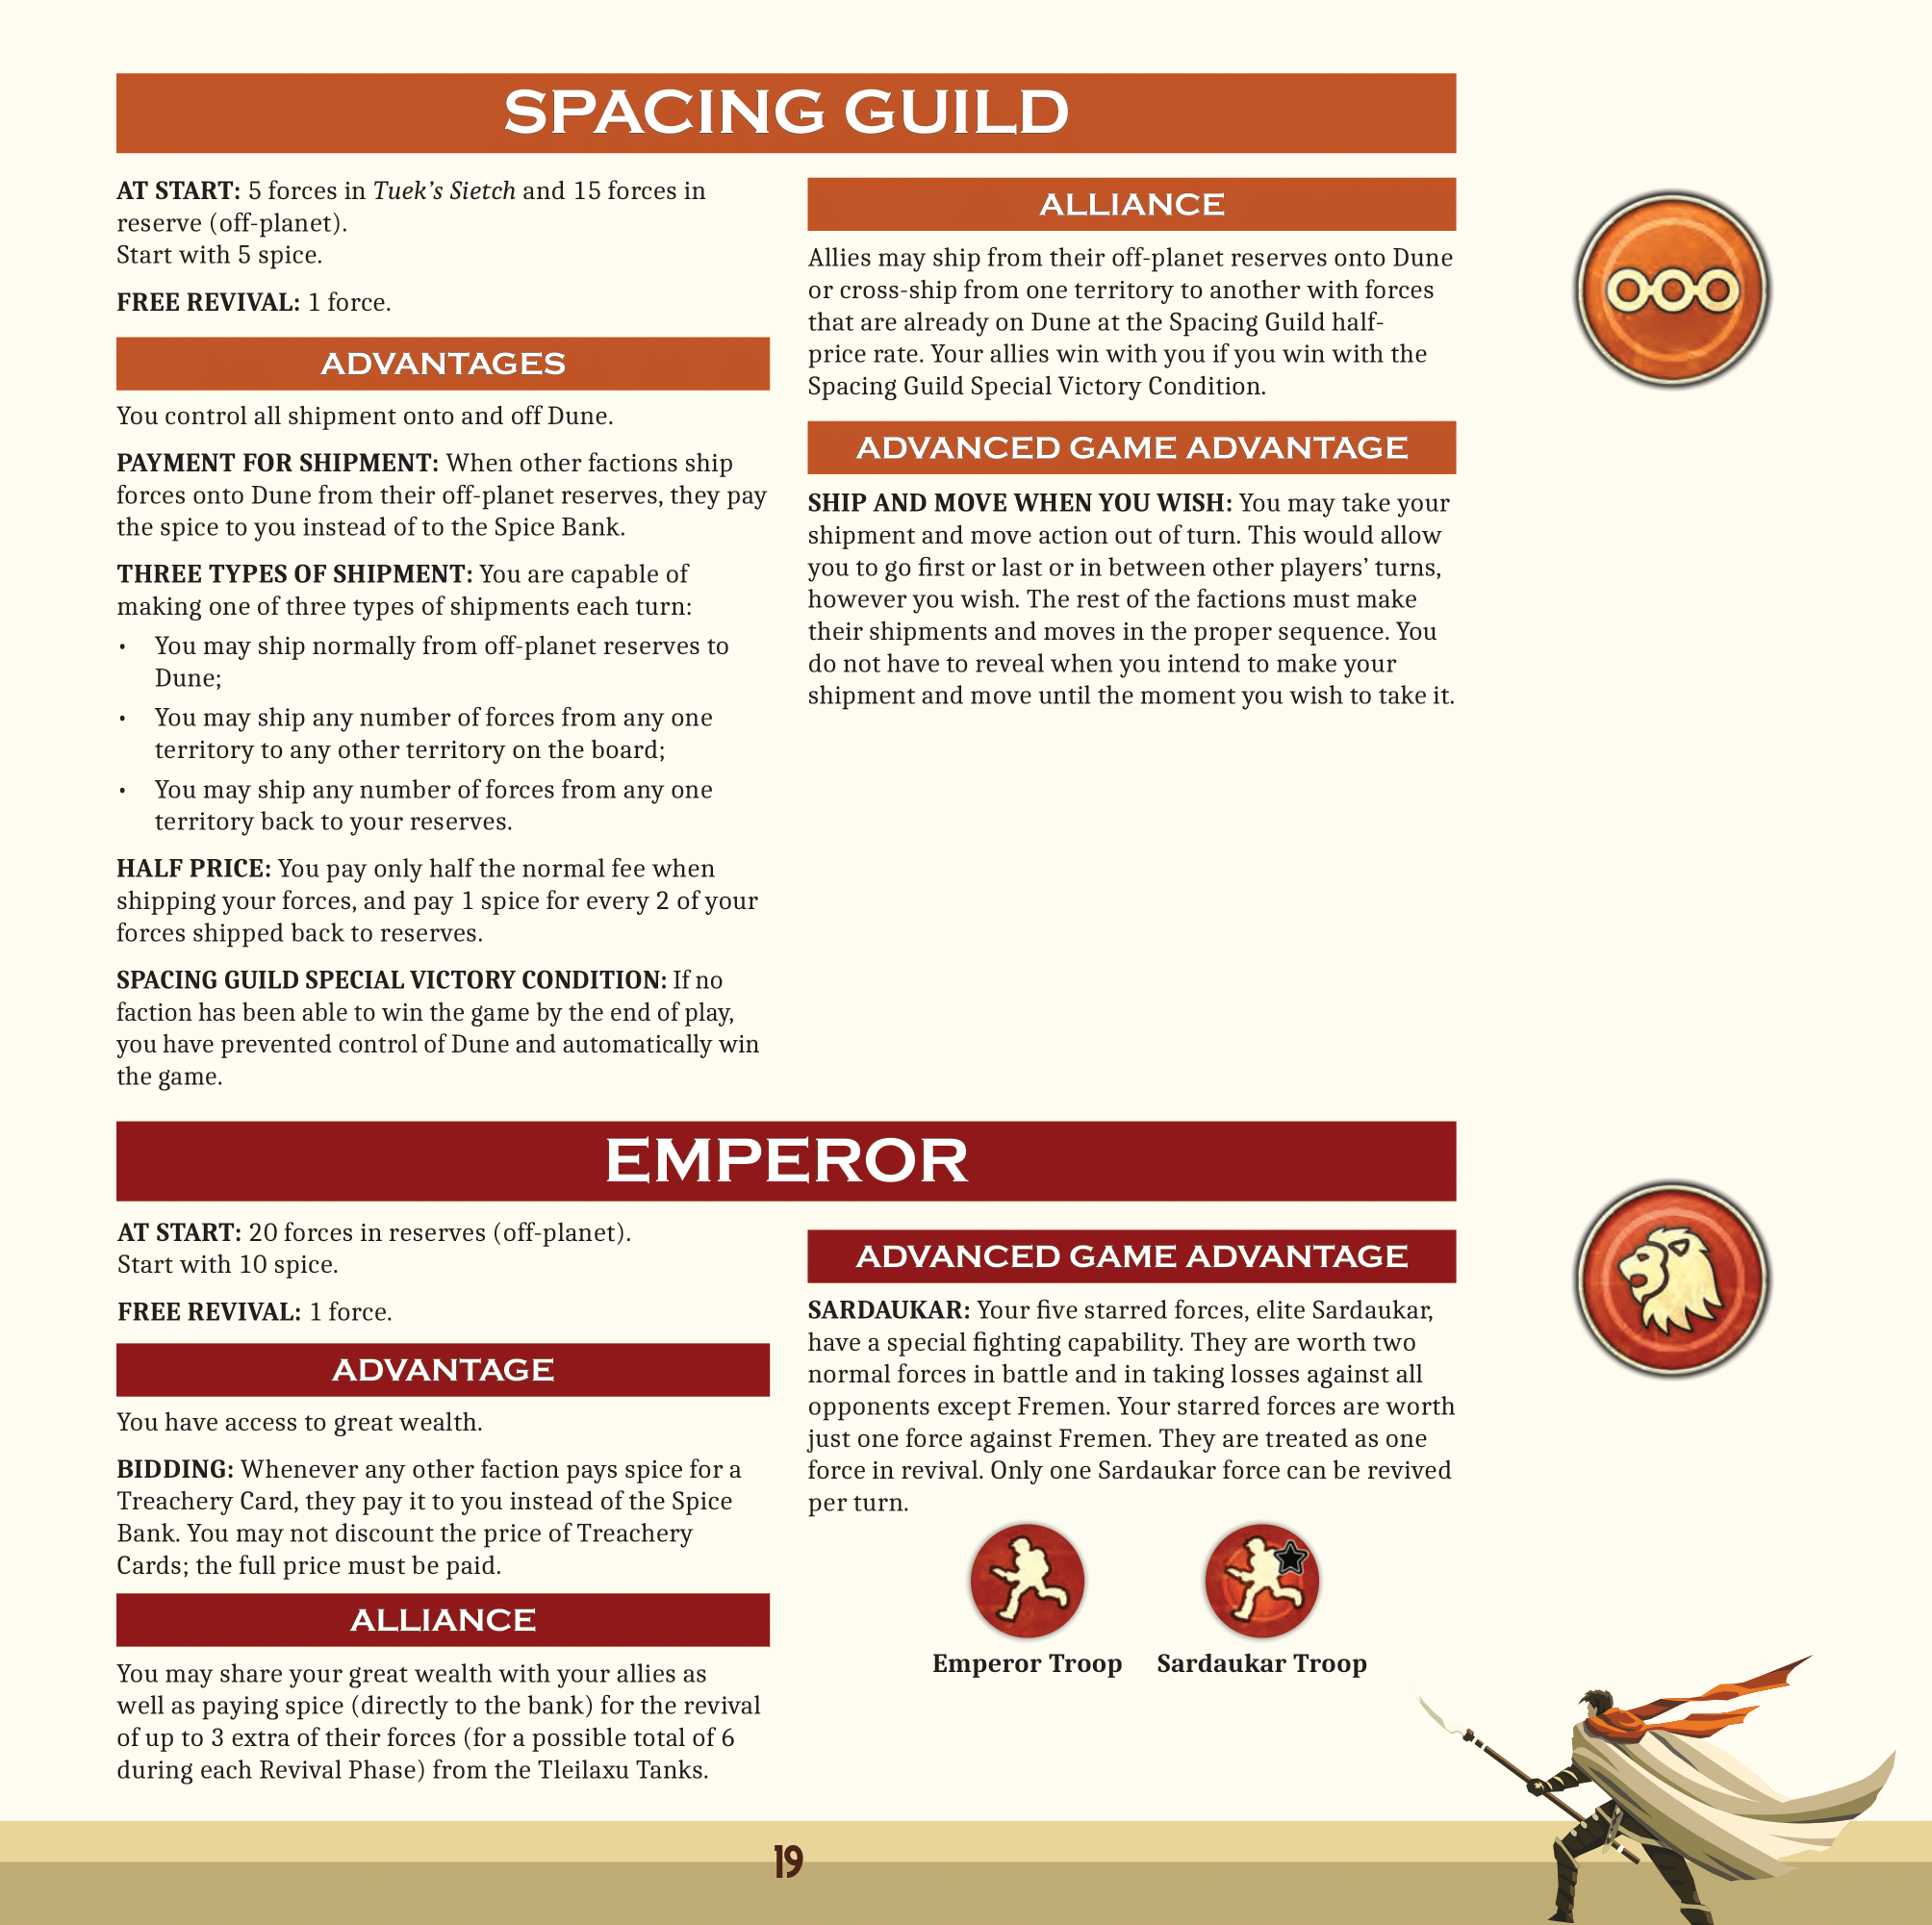 SPACING GUILD
AT START: 5 forces in Tuek’s Sietch and 15 forces in
reserve (off-planet).
Start with 5 spice.
FREE REVIVAL: 1 force.
ADVANTAGES
You control all shipment onto and off Dune.
PAYMENT FOR SHIPMENT: When other factions ship
forces onto Dune from their off-planet reserves, they pay
the spice to you instead of to the Spice Bank.
THREE TYPES OF SHIPMENT: You are capable of
making one of three types of shipments each turn:
• You may ship normally from off-planet reserves to
Dune;
• You may ship any number of forces from any one
territory to any other territory on the board;
• You may ship any number of forces from any one
territory back to your reserves.
HALF PRICE: You pay only half the normal fee when
shipping your forces, and pay 1 spice for every 2 of your
forces shipped back to reserves.
SPACING GUILD SPECIAL VICTORY CONDITION: If no
faction has been able to win the game by the end of play,
you have prevented control of Dune and automatically win
the game.
ALLIANCE
Allies may ship from their off-planet reserves onto Dune
or cross-ship from one territory to another with forces
that are already on Dune at the Spacing Guild half-
price rate. Your allies win with you if you win with the
Spacing Guild Special Victory Condition.
ADVANCED GAME ADVANTAGE
SHIP AND MOVE WHEN YOU WISH: You may take your
shipment and move action out of turn. This would allow
you to go first or last or in between other players’ turns,
however you wish. The rest of the factions must make
their shipments and moves in the proper sequence. You
do not have to reveal when you intend to make your
shipment and move until the moment you wish to take it.
EMPEROR
AT START: 20 forces in reserves (off-planet).
Start with 10 spice.
FREE REVIVAL: 1 force.
ADVANTAGE
You have access to great wealth.
BIDDING: Whenever any other faction pays spice for a
Treachery Card, they pay it to you instead of the Spice
Bank. You may not discount the price of Treachery
Cards; the full price must be paid.
ALLIANCE
You may share your great wealth with your allies as
well as paying spice (directly to the bank) for the revival
of up to 3 extra of their forces (for a possible total of 6
during each Revival Phase) from the Tleilaxu Tanks.
ADVANCED GAME ADVANTAGE
SARDAUKAR: Your five starred forces, elite Sardaukar,
have a special fighting capability. They are worth two
normal forces in battle and in taking losses against all
opponents except Fremen. Your starred forces are worth
just one force against Fremen. They are treated as one
force in revival. Only one Sardaukar force can be revived
per turn.
Emperor Troop
Sardaukar Troop
19